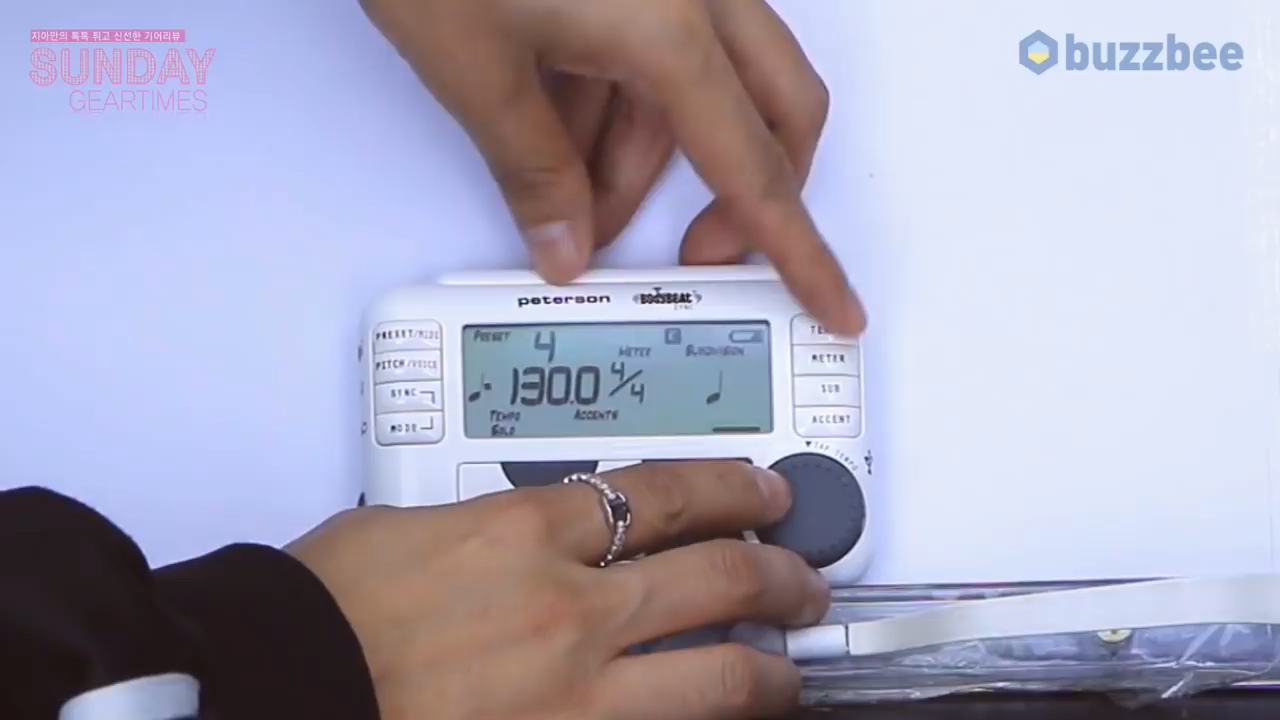 지아만의 톡톡 튀고 신선한 기어리뷰
SUNDAY
GEARTIMES
buzzbee
peterson
BODYBEAT
SYNC
PRESET/MIDI
PITCH/VOICE
SYNC
MODE
PRESET
4
METER
SUBDIVISION
130.0
4/4
TEMPO
ACCENTS
SOLO
METER
SUB
ACCENT
TAP TEMPO